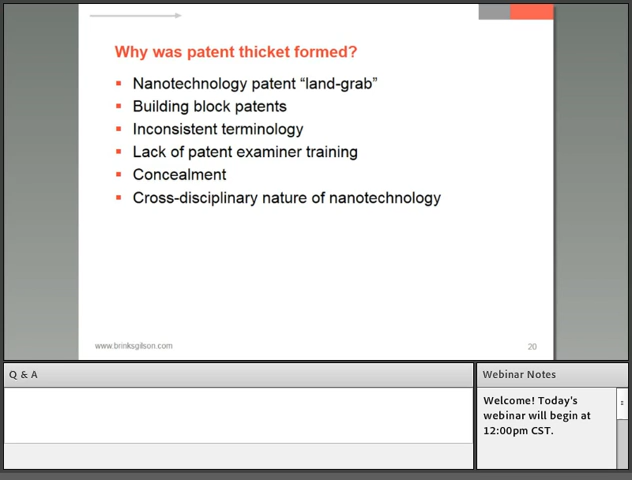 Why was patent thicket formed?
Nanotechnology patent “land-grab”
Building block patents
Inconsistent terminology
Lack of patent examiner training
Concealment
Cross-disciplinary nature of nanotechnology
www.brinksgilson.com
20
Q & A
Webinar Notes
Welcome! Today's
webinar will begin at
12:00pm CST.